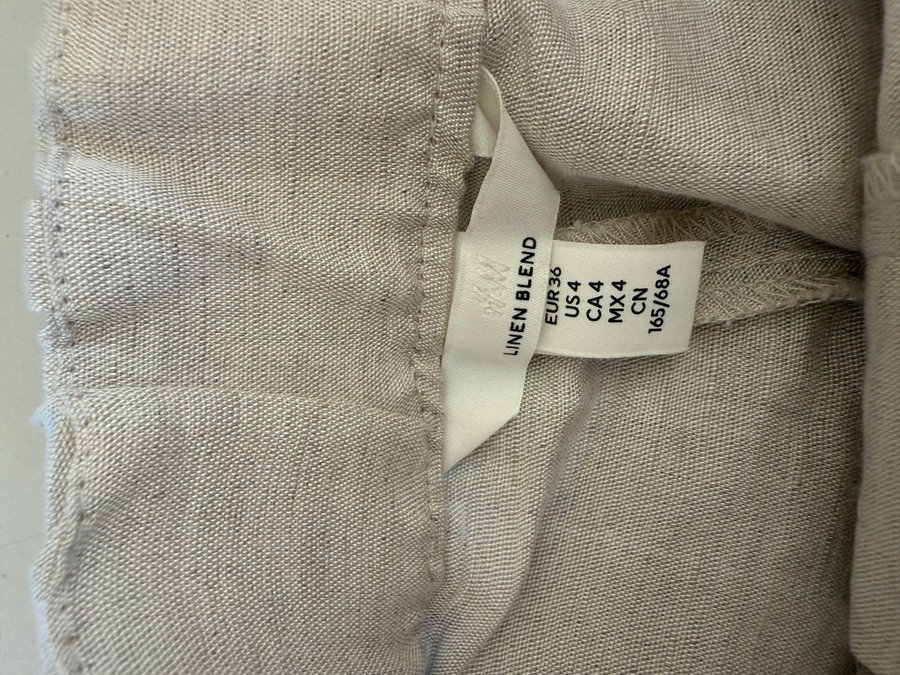 H&M
LINEN BLEND
EUR 36
US 4
CA 4
MX 4
CN
165/68A